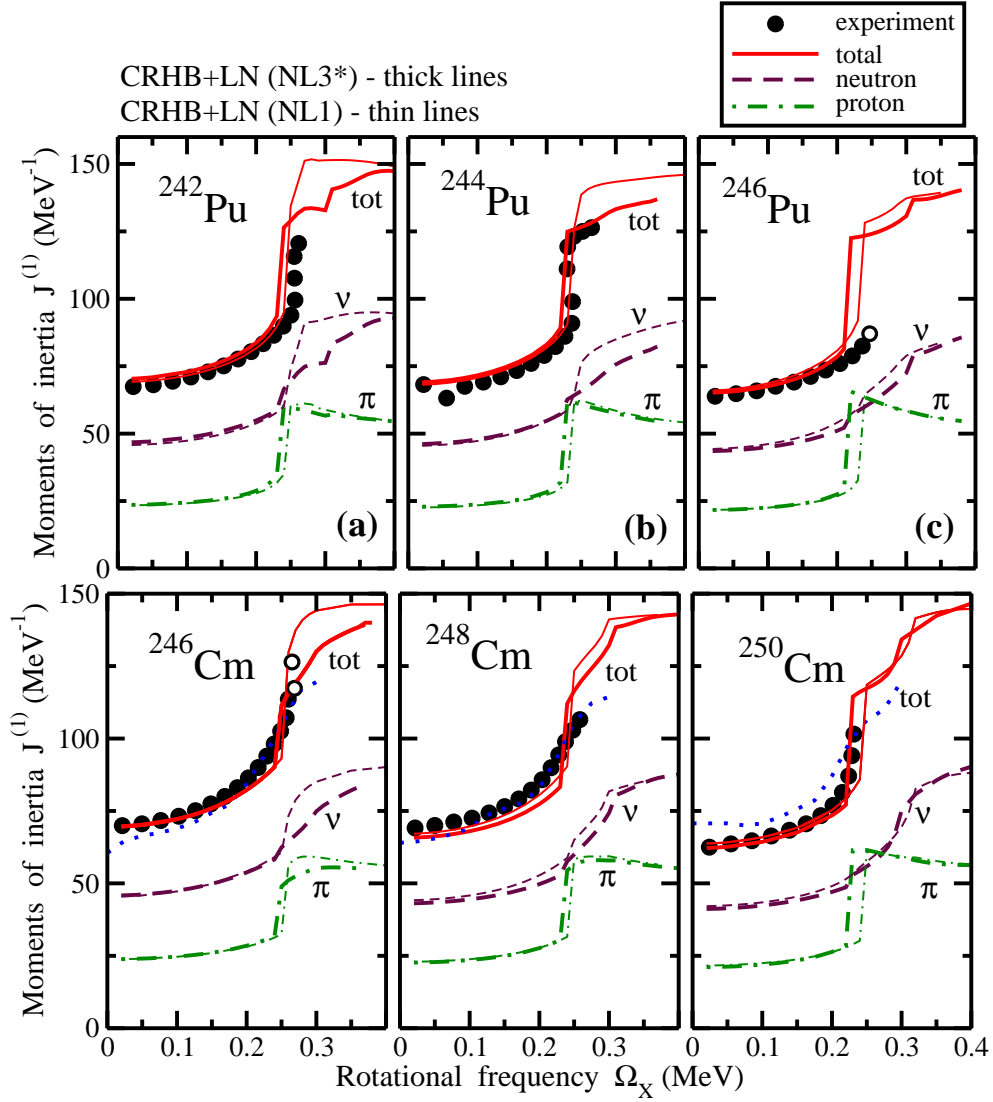 experiment
total
neutron
proton
CRHB+LN (NL3*) - thick lines
CRHB+LN (NL1) - thin lines
Moments of inertia J⁽¹⁾ (MeV⁻¹)
150
100
50
0
²⁴²Pu
tot
ν
π
(a)
²⁴⁴Pu
tot
ν
π
(b)
²⁴⁶Pu
tot
ν
π
(c)
Moments of inertia J⁽¹⁾ (MeV⁻¹)
150
100
50
0
²⁴⁶Cm
tot
ν
π
²⁴⁸Cm
tot
ν
π
²⁵⁰Cm
tot
ν
π
0 0.1 0.2 0.3 0 0.1 0.2 0.3 0 0.1 0.2 0.3 0.4
Rotational frequency Ω_X (MeV)